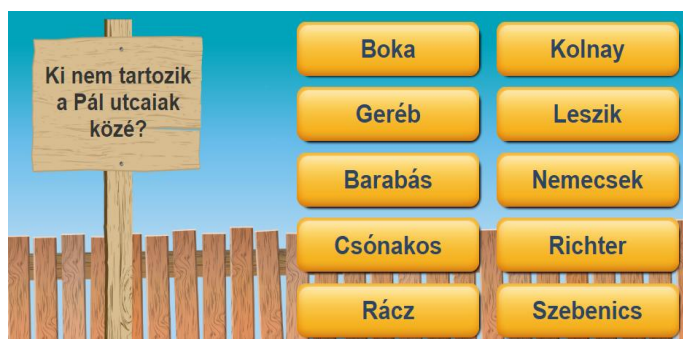 Ki nem tartozik
a Pál utcaiak
közé?
Boka
Kolnay
Geréb
Leszik
Barabás
Nemecsek
Csónakos
Richter
Rácz
Szebenics